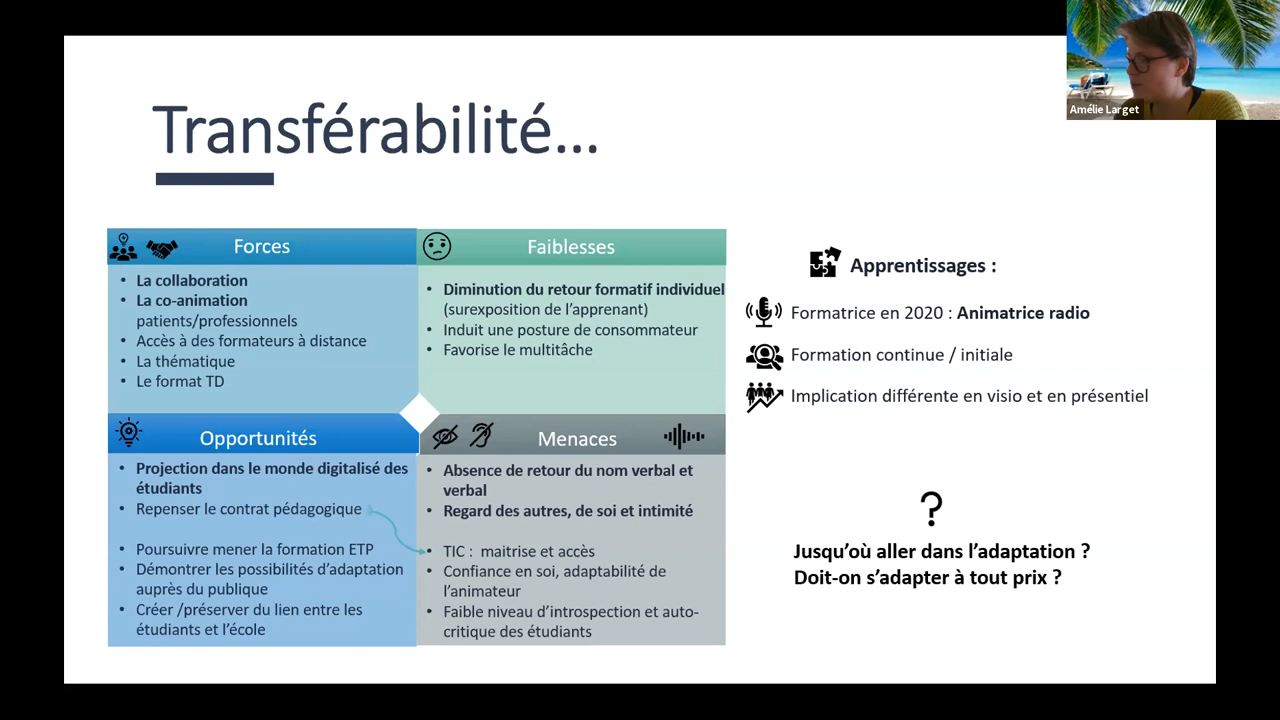 Amélie Larget
Transférabilité...
Forces
La collaboration
La co-animation
patients/professionnels
Accès à des formateurs à distance
La thématique
Le format TD
Faiblesses
Diminution du retour formatif individuel
(surexposition de l'apprenant)
Induit une posture de consommateur
Favorise le multitâche
Opportunités
Projection dans le monde digitalisé des
étudiants
Repenser le contrat pédagogique
Poursuivre mener la formation ETP
Démontrer les possibilités d'adaptation
auprès du publique
Créer /préserver du lien entre les
étudiants et l'école
Menaces
Absence de retour du nom verbal et
verbal
Regard des autres, de soi et intimité
TIC : maitrise et accès
Confiance en soi, adaptabilité de
l'animateur
Faible niveau d'introspection et auto-
critique des étudiants
Apprentissages :
Formatrice en 2020 : Animatrice radio
Formation continue / initiale
Implication différente en visio et en présentiel
?
Jusqu'où aller dans l'adaptation ?
Doit-on s'adapter à tout prix ?